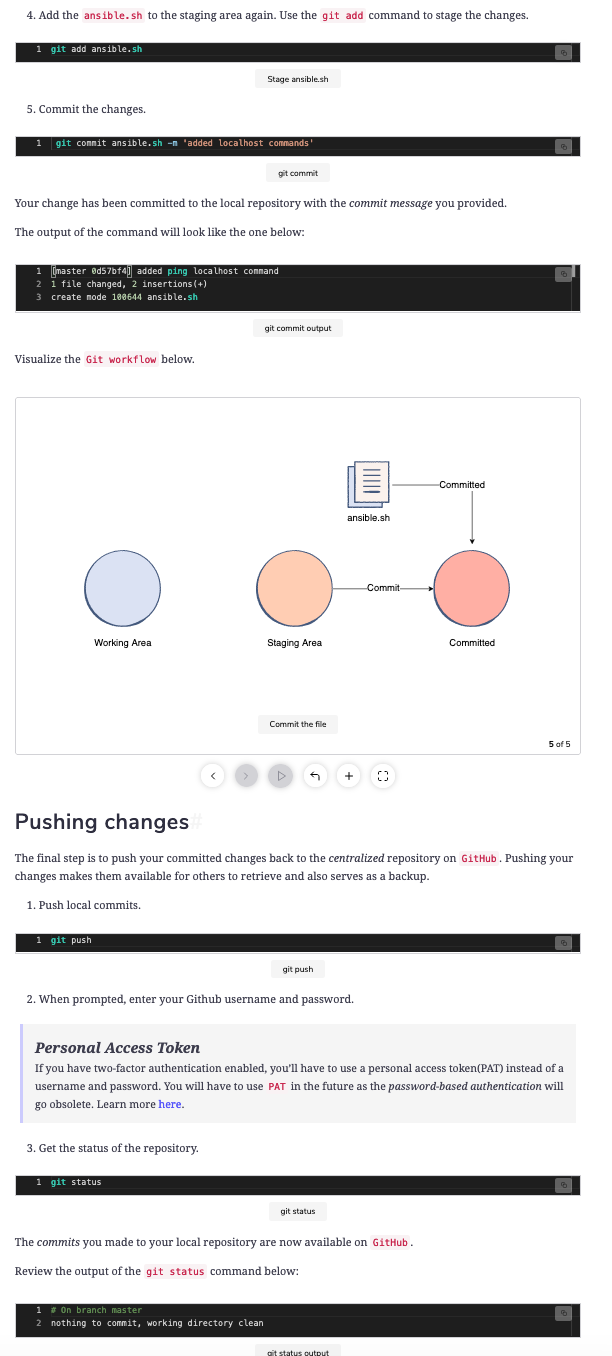 4. Add the ansible.sh to the staging area again. Use the git add command to stage the changes.
1 git add ansible.sh
Stage ansible.sh
5. Commit the changes.
1 git commit ansible.sh -m 'added localhost commands'
git commit
Your change has been committed to the local repository with the commit message you provided.
The output of the command will look like the one below:
1 [master 0d57bf4] added ping localhost command
2 1 file changed, 2 insertions(+)
3 create mode 100644 ansible.sh
git commit output
Visualize the Git workflow below.
Committed
ansible.sh
Commit
Working Area
Staging Area
Committed
Commit the file
5 of 5
Pushing changes#
The final step is to push your committed changes back to the centralized repository on GitHub. Pushing your
changes makes them available for others to retrieve and also serves as a backup.
1. Push local commits.
1 git push
git push
2. When prompted, enter your Github username and password.
Personal Access Token
If you have two-factor authentication enabled, you'll have to use a personal access token(PAT) instead of a
username and password. You will have to use PAT in the future as the password-based authentication will
go obsolete. Learn more here.
3. Get the status of the repository.
1 git status
git status
The commits you made to your local repository are now available on GitHub.
Review the output of the git status command below:
1 # On branch master
2 nothing to commit, working directory clean
git status output